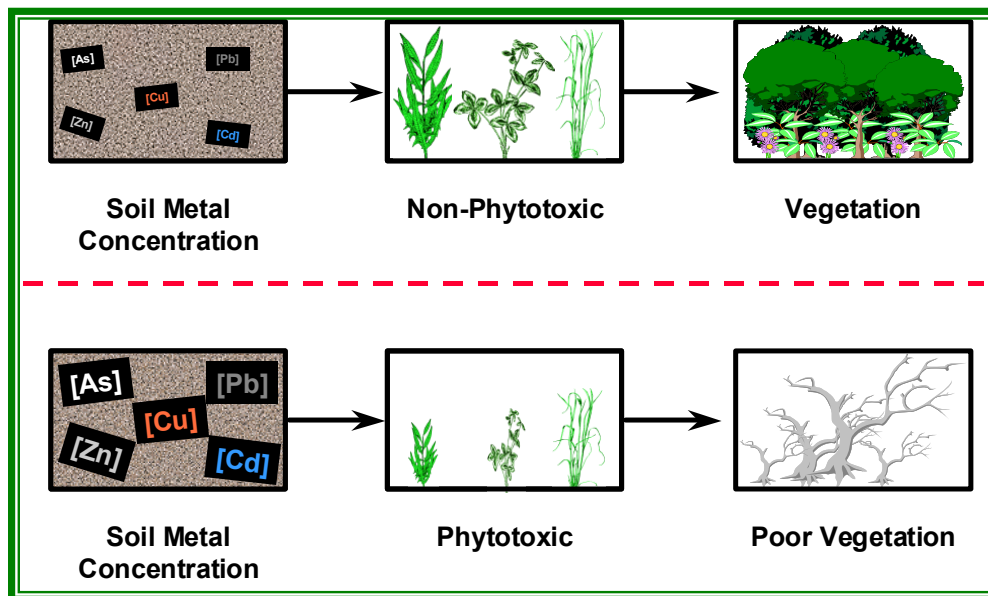 [As]
[Pb]
[Cu]
[Zn]
[Cd]
Soil Metal
Concentration
Non-Phytotoxic
Vegetation
[As]
[Pb]
[Cu]
[Zn]
[Cd]
Soil Metal
Concentration
Phytotoxic
Poor Vegetation